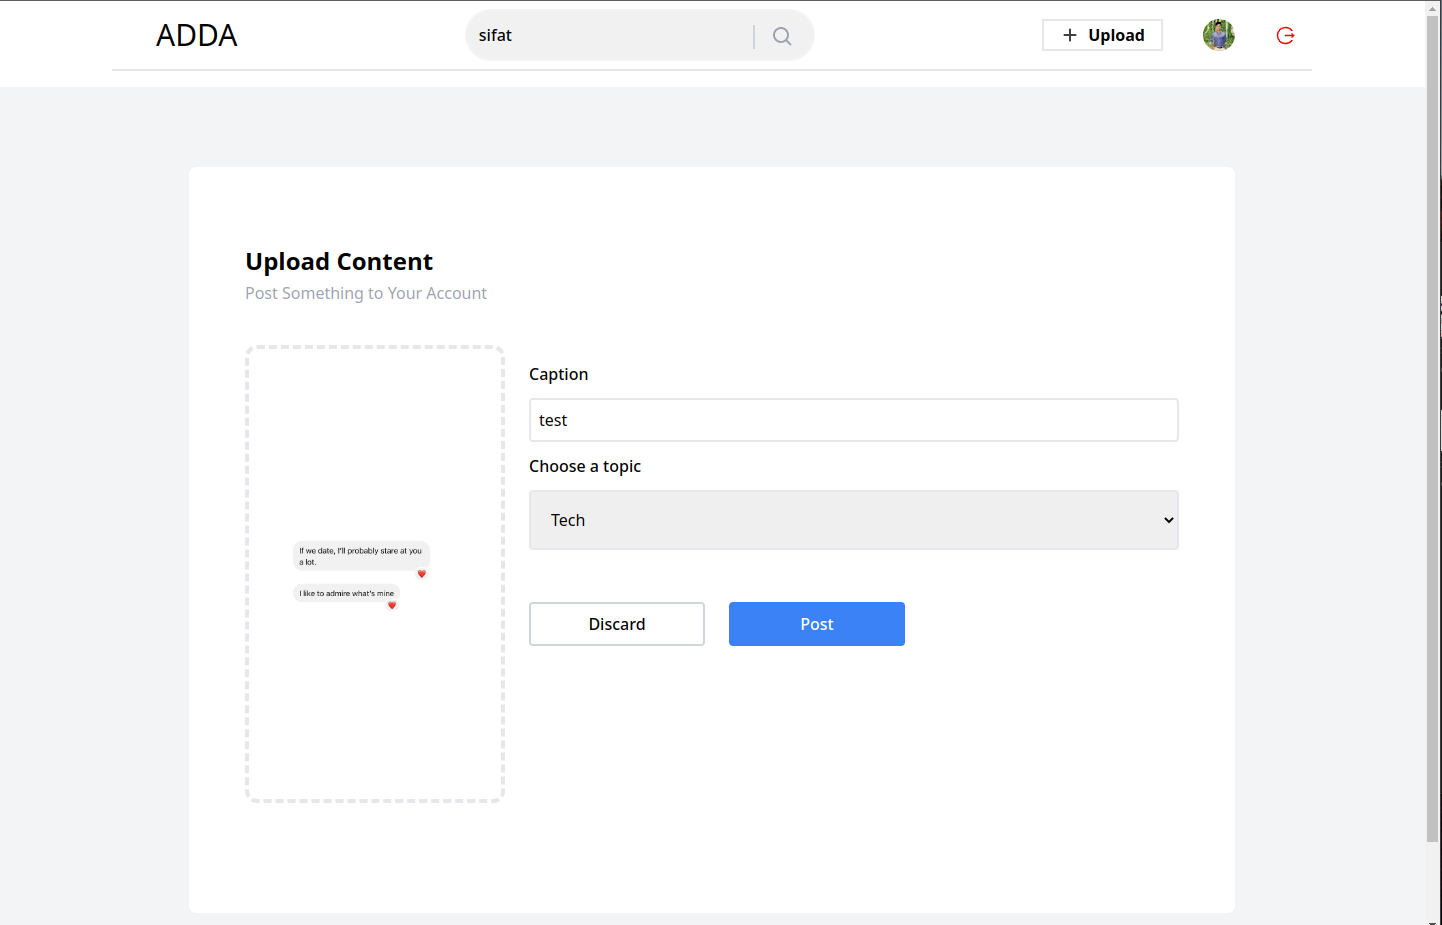 ADDA
sifat
Upload
Upload Content
Post Something to Your Account
If we date, I'll probably stare at you
a lot.
I like to admire what's mine
Caption
test
Choose a topic
Tech
Discard
Post